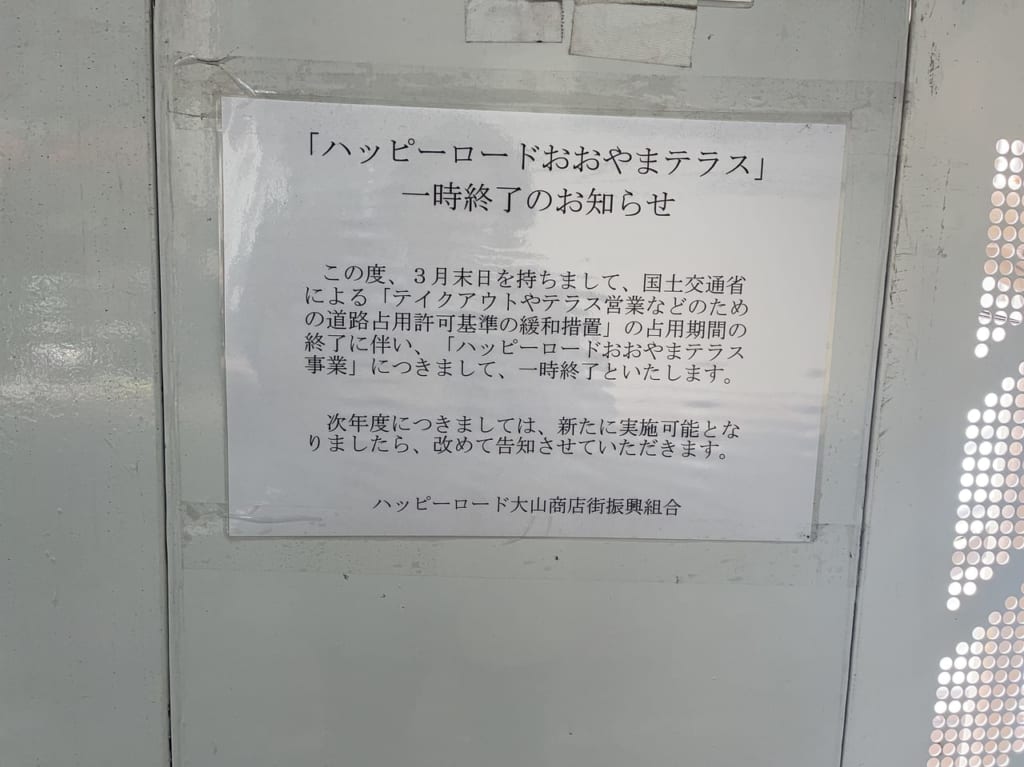 「ハッピーロードおおやまテラス」
一時終了のお知らせ
この度、３月末日を持ちまして、国土交通省
による「テイクアウトやテラス営業などのため
の道路占用許可基準の緩和措置」の占用期間の
終了に伴い、「ハッピーロードおおやまテラス
事業」につきまして、一時終了といたします。
次年度につきましては、新たに実施可能とな
りましたら、改めて告知させていただきます。
ハッピーロード大山商店街振興組合